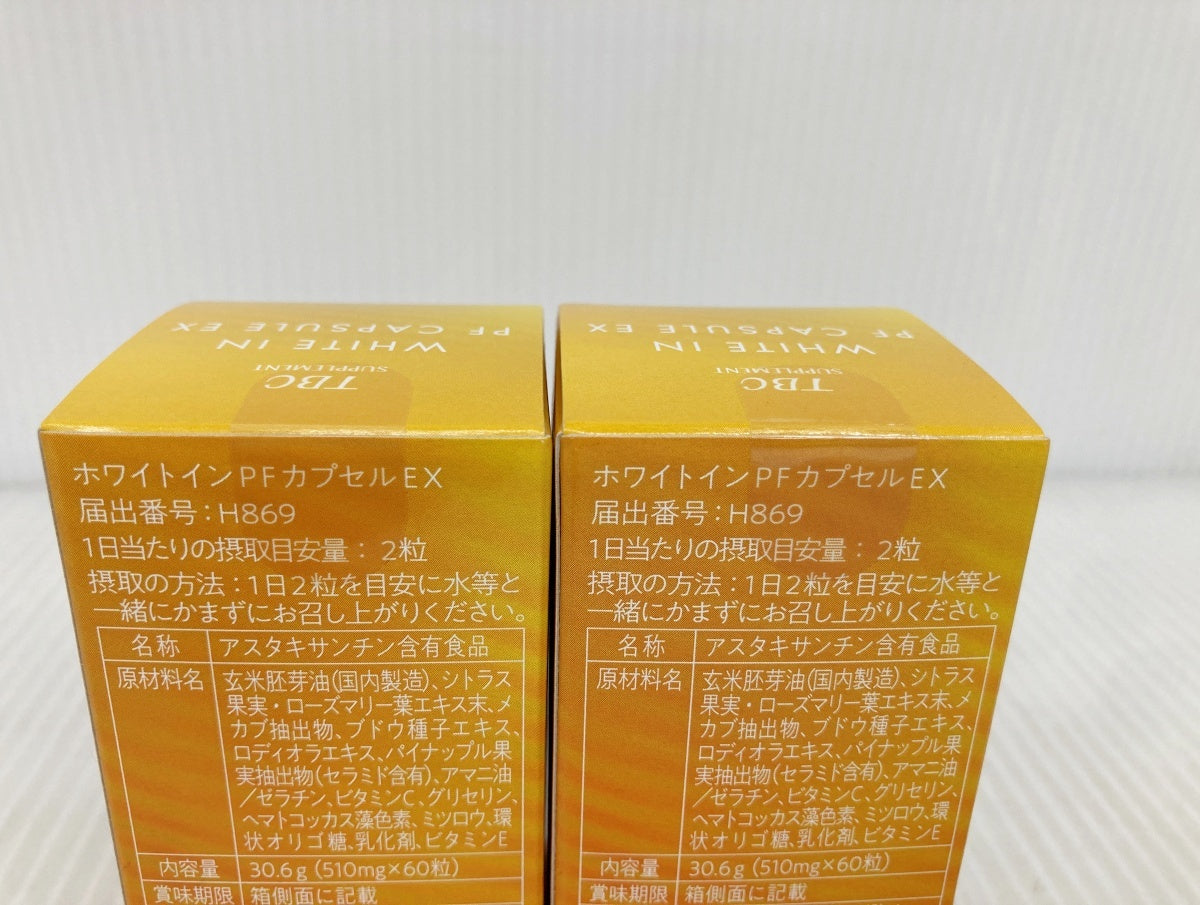 WHITE IN
PF CAPSULE EX
TBC
SUPPLEMENT
ホワイトインPFカプセルEX
届出番号:H869
1日当たりの摂取目安量: 2粒
摂取の方法:1日2粒を目安に水等と
一緒にかまずにお召し上がりください。
名称 アスタキサンチン含有食品
原材料名 玄米胚芽油(国内製造)、シトラス
果実・ローズマリー葉エキス末、メ
カブ抽出物、ブドウ種子エキス、
ロディオラエキス、パイナップル果
実抽出物(セラミド含有)、アマニ油
/ゼラチン、ビタミンC、グリセリン、
ヘマトコッカス藻色素、ミツロウ、環
状オリゴ糖、乳化剤、ビタミンE
内容量 30.6g (510mg×60粒)
賞味期限 箱側面に記載
WHITE IN
PF CAPSULE EX
TBC
SUPPLEMENT
ホワイトインPFカプセルEX
届出番号:H869
1日当たりの摂取目安量: 2粒
摂取の方法:1日2粒を目安に水等と
一緒にかまずにお召し上がりください。
名称 アスタキサンチン含有食品
原材料名 玄米胚芽油(国内製造)、シトラス
果実・ローズマリー葉エキス末、メ
カブ抽出物、ブドウ種子エキス、
ロディオラエキス、パイナップル果
実抽出物(セラミド含有)、アマニ油
/ゼラチン、ビタミンC、グリセリン、
ヘマトコッカス藻色素、ミツロウ、環
状オリゴ糖、乳化剤、ビタミンE
内容量 30.6g (510mg×60粒)
賞味期限 箱側面に記載